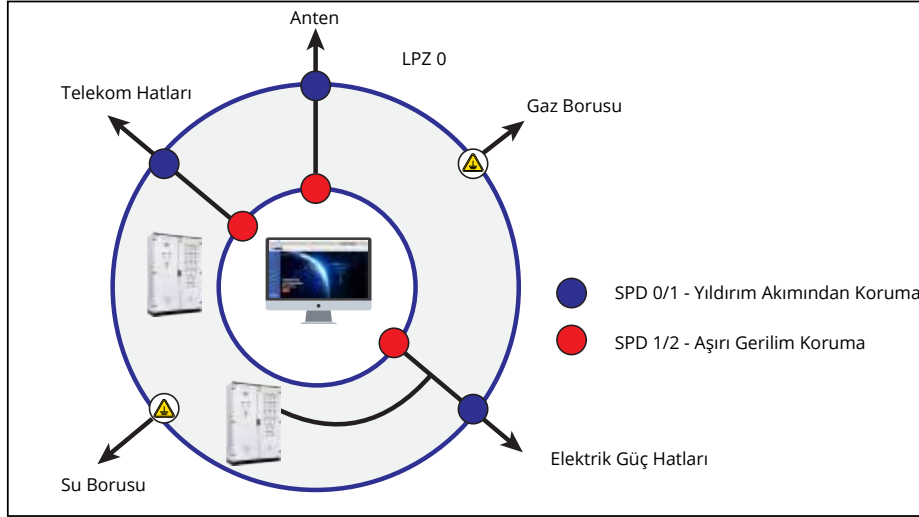 Anten
LPZ 0
Telekom Hatları
Gaz Borusu
SPD 0/1 - Yıldırım Akımından Koruma
SPD 1/2 - Aşırı Gerilim Koruma
Elektrik Güç Hatları
Su Borusu